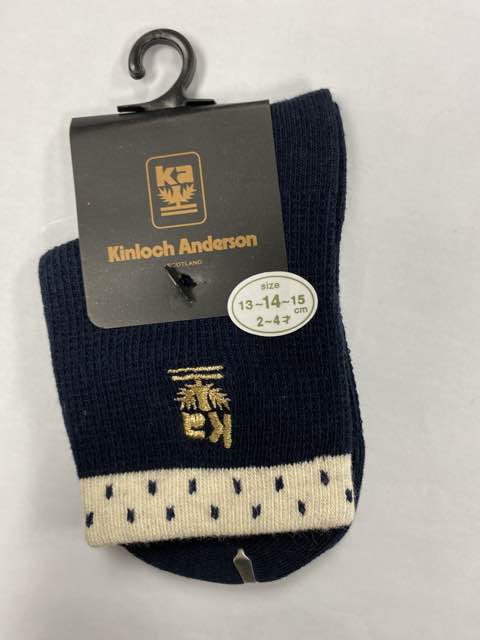 ka
Kinloch Anderson
SCOTLAND
size
13~14~15
cm
2~4才
ka